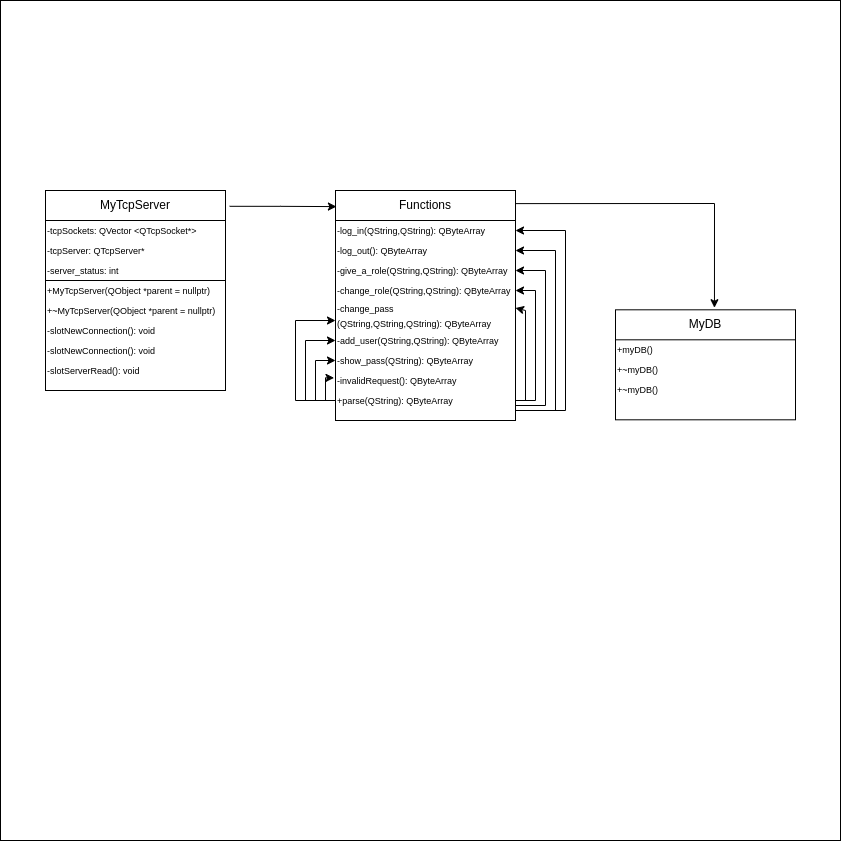 MyTcpServer
-tcpSockets: QVector <QTcpSocket*>
-tcpServer: QTcpServer*
-server_status: int
+MyTcpServer(QObject *parent = nullptr)
+~MyTcpServer(QObject *parent = nullptr)
-slotNewConnection(): void
-slotNewConnection(): void
-slotServerRead(): void
Functions
-log_in(QString,QString): QByteArray
-log_out(): QByteArray
-give_a_role(QString,QString): QByteArray
-change_role(QString,QString): QByteArray
-change_pass
(QString,QString,QString): QByteArray
-add_user(QString,QString): QByteArray
-show_pass(QString): QByteArray
-invalidRequest(): QByteArray
+parse(QString): QByteArray
MyDB
+myDB()
+~myDB()
+~myDB()